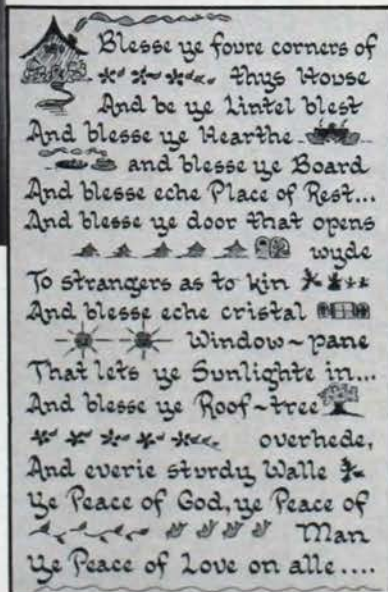 Blesse ye foure corners of
thys House
And be ye Lintel blest
And blesse ye Hearthe
and blesse ye Board
And blesse eche Place of Rest...
And blesse ye door that opens
wyde
To strangers as to kin
And blesse eche cristal
Window~pane
That lets ye Sunlighte in...
And blesse ye Roof~tree
overhede,
And everie sturdy Walle
Ye Peace of God, ye Peace of
Man
Ye Peace of Love on alle....